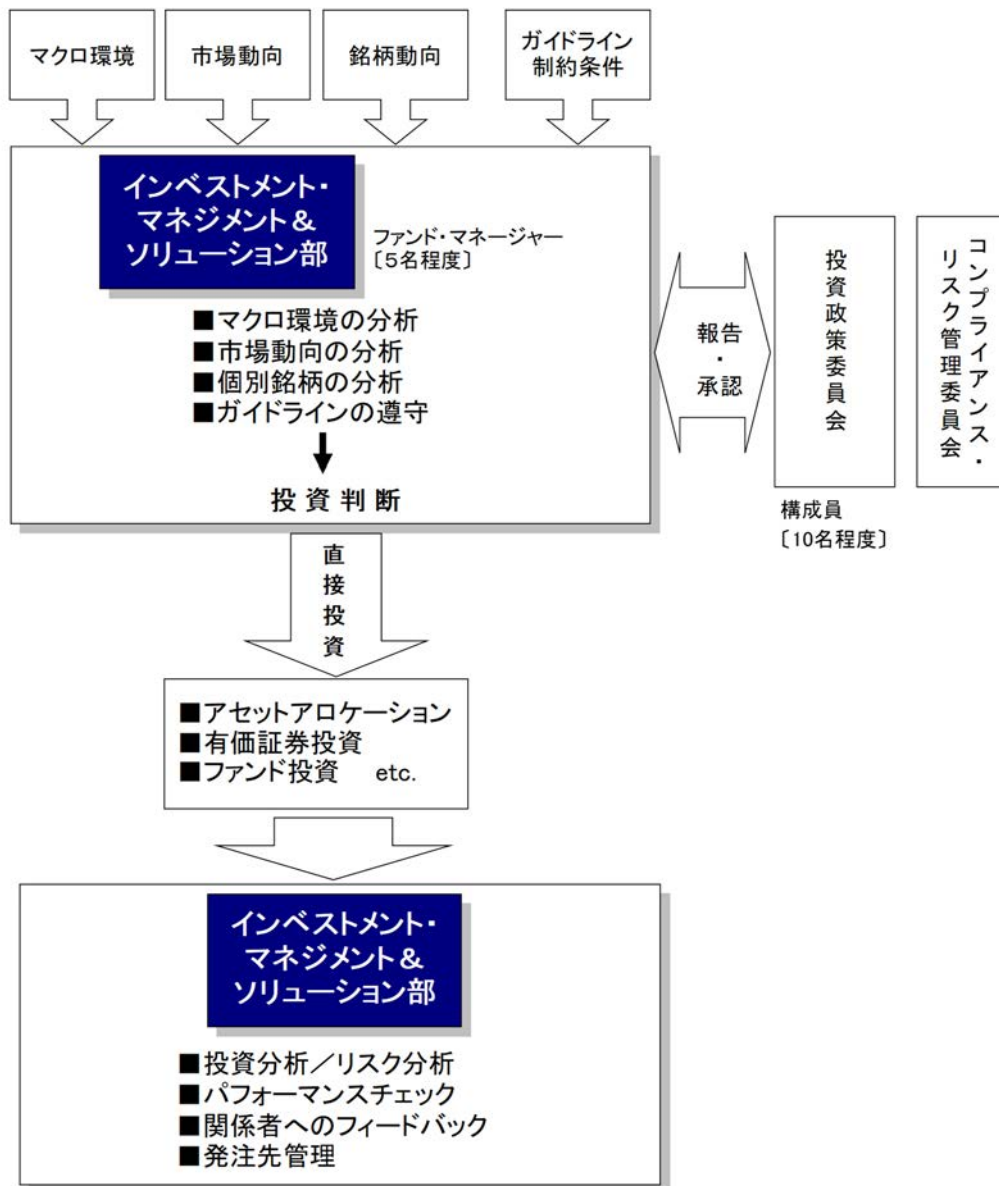 マクロ環境
市場動向
銘柄動向
ガイドライン
制約条件
インベストメント・
マネジメント＆
ソリューション部
ファンド・マネージャー
〔５名程度〕
■マクロ環境の分析
■市場動向の分析
■個別銘柄の分析
■ガイドラインの遵守
投資判断
報告
・
承認
投資政策委員会
コンプライアンス・
リスク管理委員会
構成員
〔10名程度〕
直接投資
■アセットアロケーション
■有価証券投資
■ファンド投資　etc.
インベストメント・
マネジメント＆
ソリューション部
■投資分析／リスク分析
■パフォーマンスチェック
■関係者へのフィードバック
■発注先管理